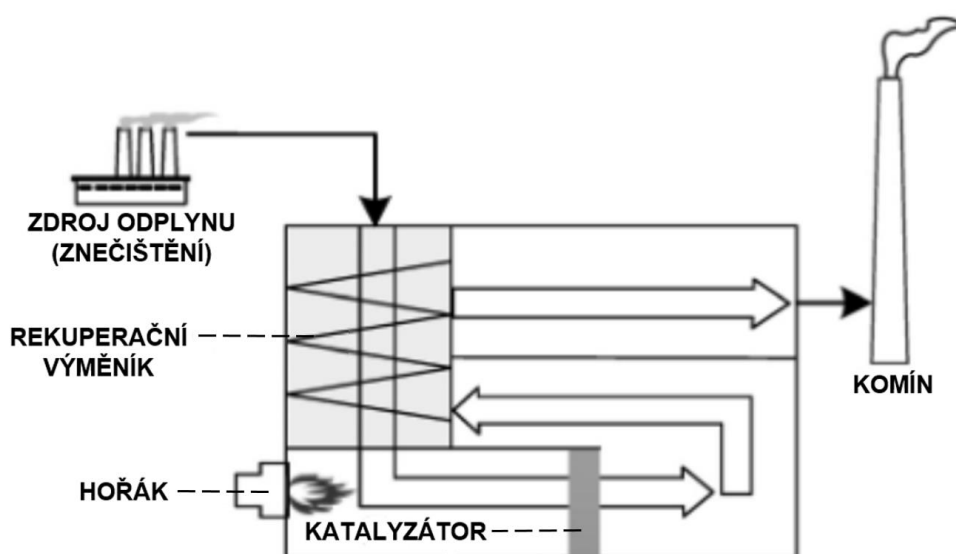 ZDROJ ODPLYNU
(ZNEČIŠTĚNÍ)
REKUPERAČNÍ
VÝMĚNÍK
KOMÍN
HOŘÁK
KATALYZÁTOR